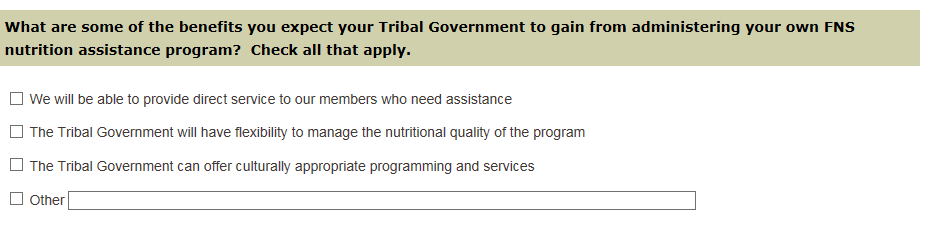 What are some of the benefits you expect your Tribal Government to gain from administering your own FNS
nutrition assistance program?  Check all that apply.
We will be able to provide direct service to our members who need assistance
The Tribal Government will have flexibility to manage the nutritional quality of the program
The Tribal Government can offer culturally appropriate programming and services
Other